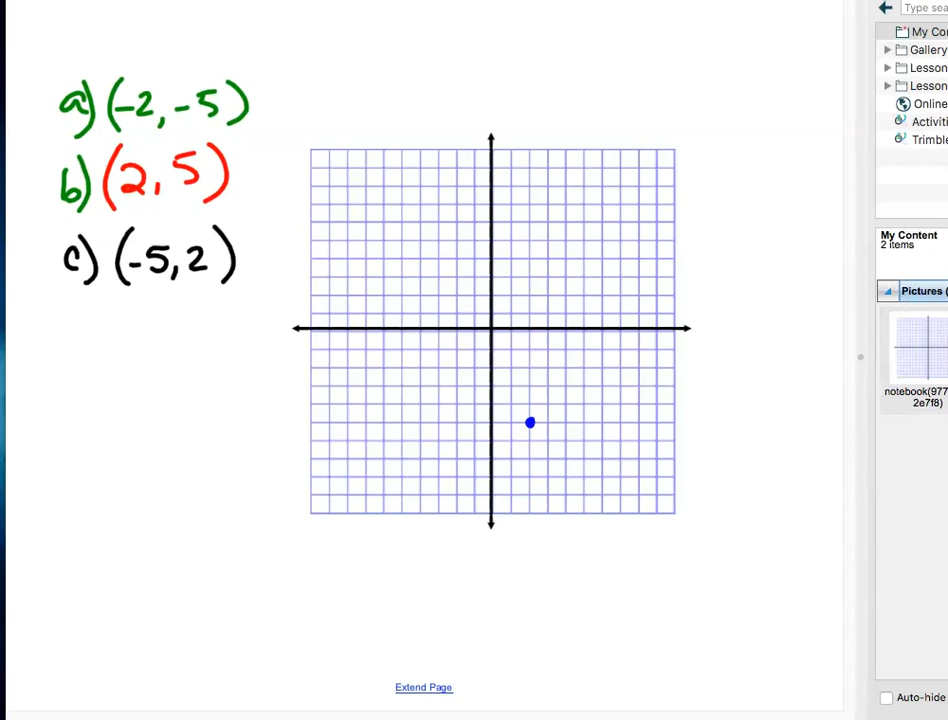 a) (-2, -5)
b) (2, 5)
c) (-5, 2)
Extend Page
Type sea
My Con
Gallery
Lesson
Lesson
Online
Activiti
Trimble
My Content
2 items
Pictures (
notebook(977
2e7f8)
Auto-hide